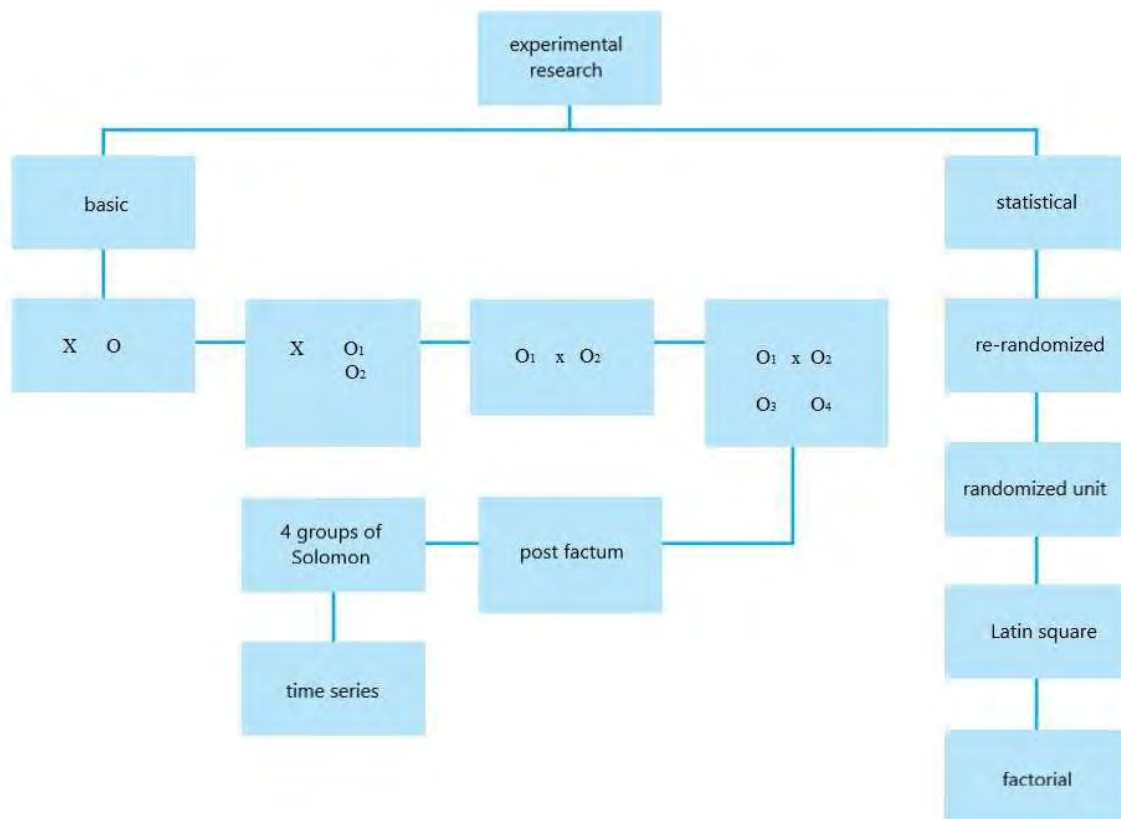 experimental
research
basic
statistical
X O
X O₁
O₂
O₁ x O₂
O₁ x O₂
O₃ O₄
re-randomized
randomized unit
4 groups of
Solomon
post factum
Latin square
time series
factorial